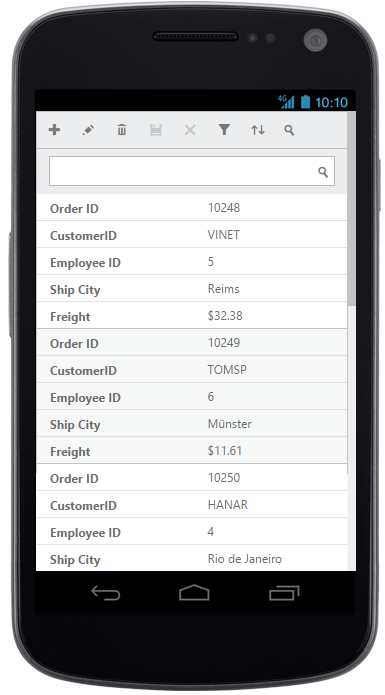 4G 10:10
Order ID 10248
CustomerID VINET
Employee ID 5
Ship City Reims
Freight $32.38
Order ID 10249
CustomerID TOMSP
Employee ID 6
Ship City Münster
Freight $11.61
Order ID 10250
CustomerID HANAR
Employee ID 4
Ship City Rio de Janeiro